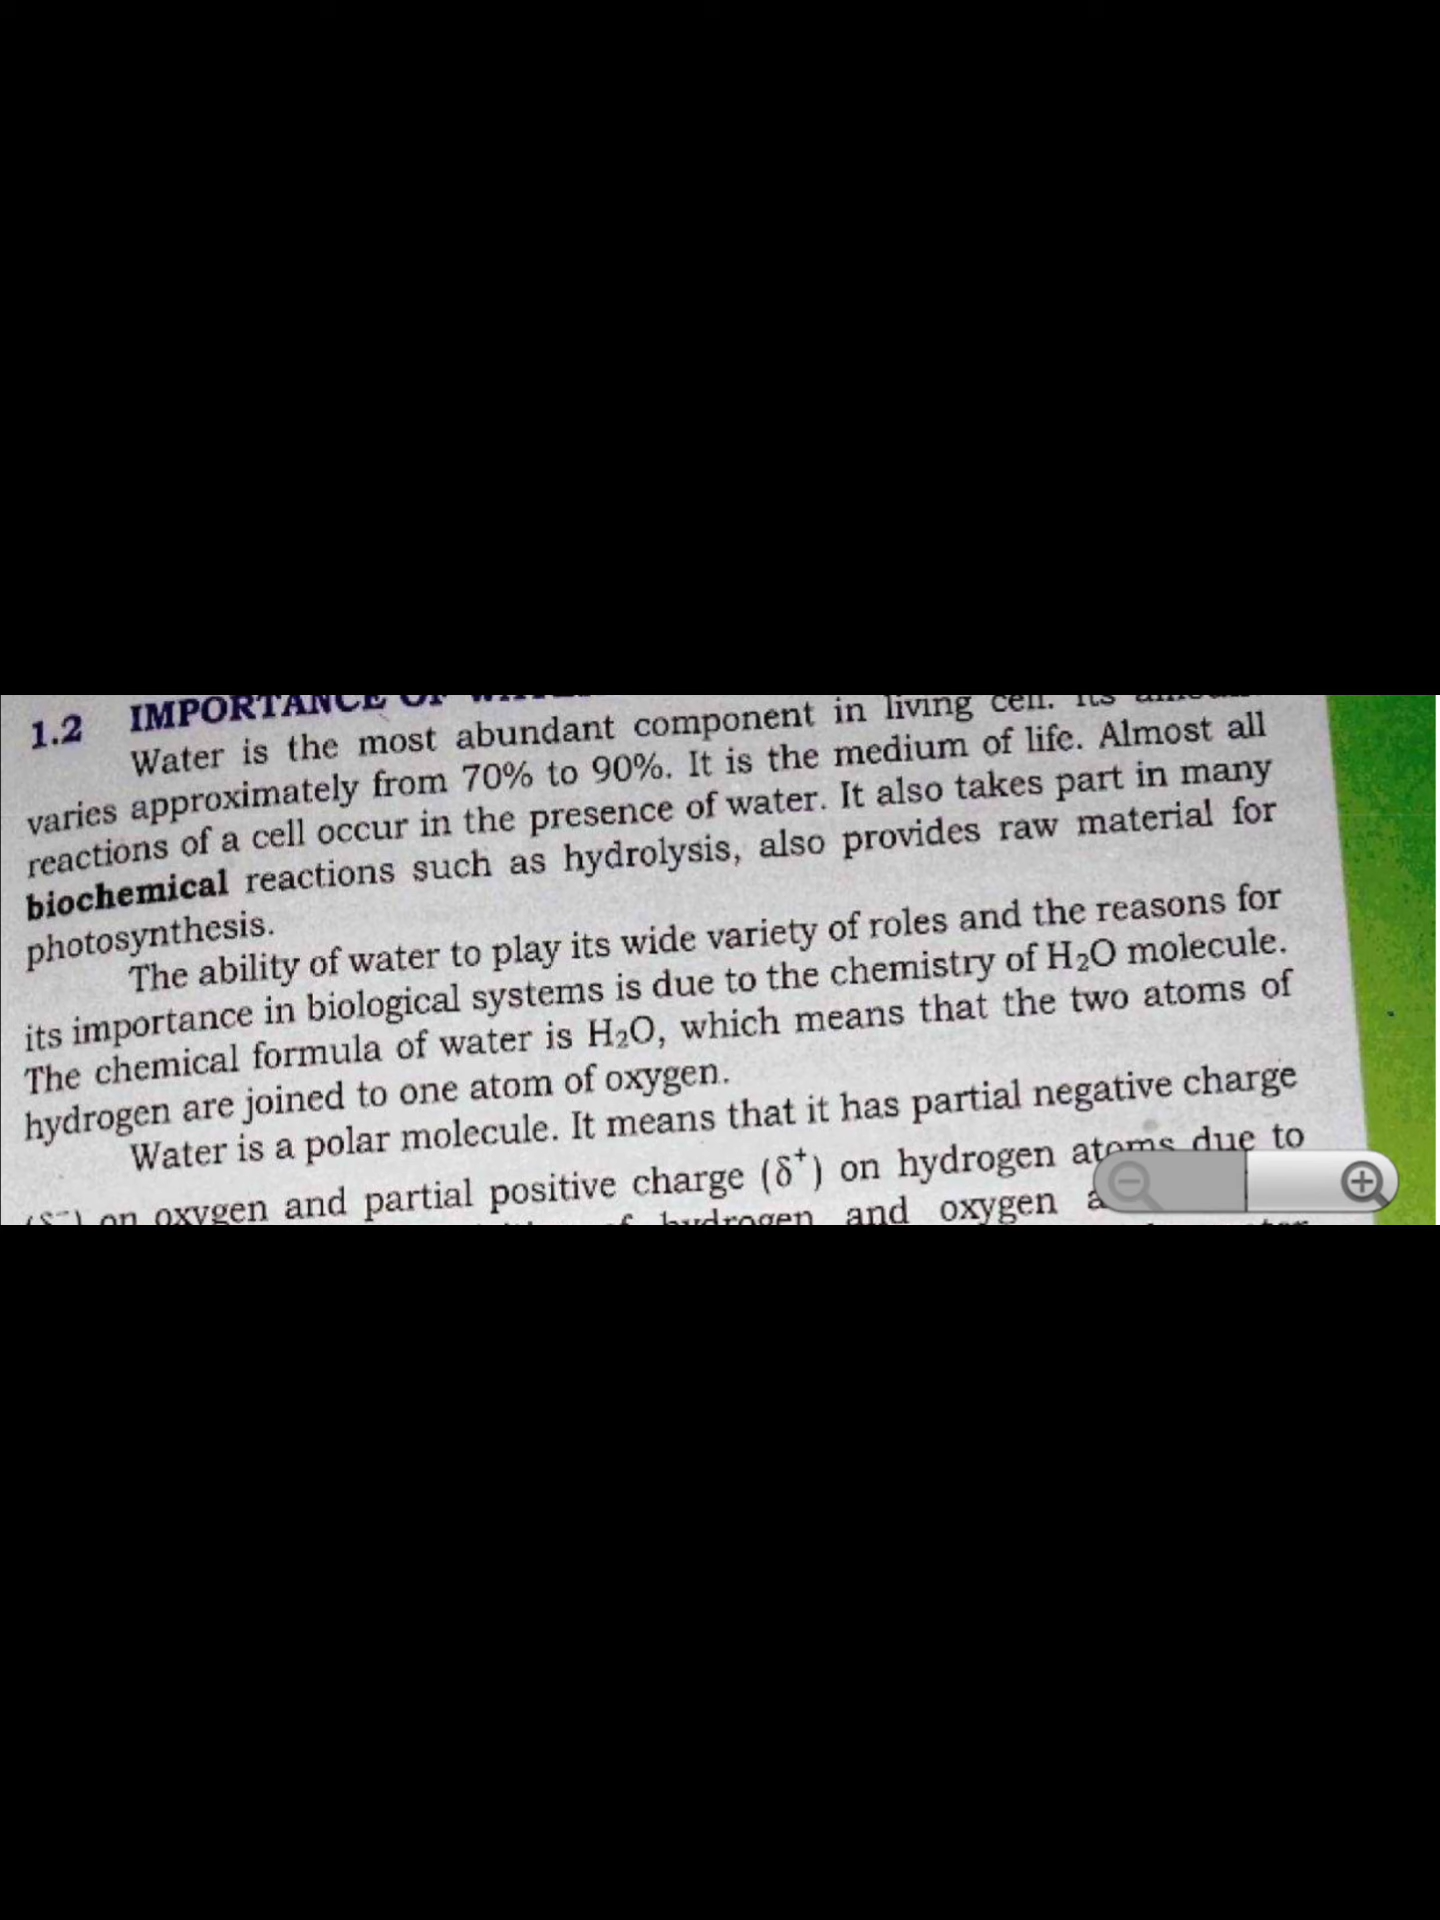 1.2 IMPORTANCE OF
Water is the most abundant component in living cell. Its
varies approximately from 70% to 90%. It is the medium of life. Almost all
reactions of a cell occur in the presence of water. It also takes part in many
biochemical reactions such as hydrolysis, also provides raw material for
photosynthesis.
The ability of water to play its wide variety of roles and the reasons for
its importance in biological systems is due to the chemistry of H₂O molecule.
The chemical formula of water is H₂O, which means that the two atoms of
hydrogen are joined to one atom of oxygen.
Water is a polar molecule. It means that it has partial negative charge
(δ⁻) on oxygen and partial positive charge (δ⁺) on hydrogen atoms due to
hydrogen and oxygen